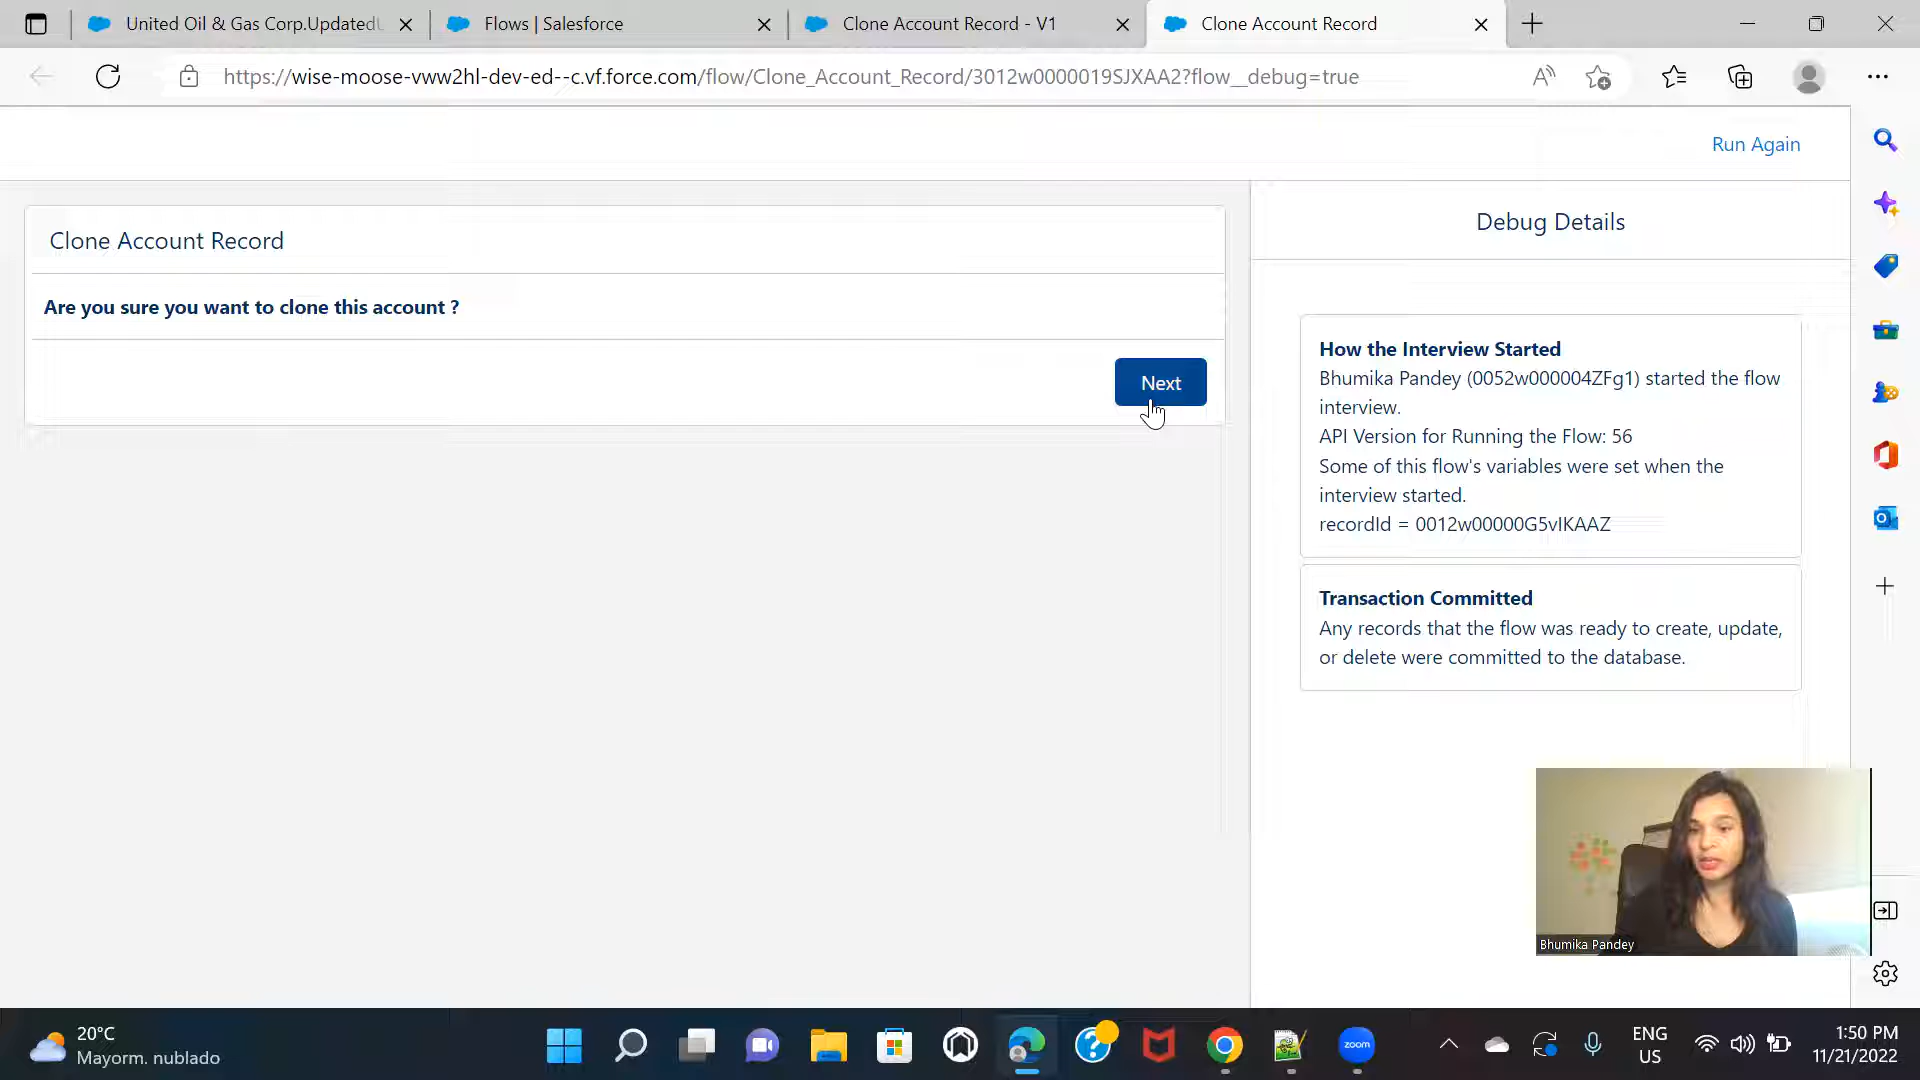 United Oil & Gas Corp.UpdatedU
Flows | Salesforce
Clone Account Record - V1
Clone Account Record
https://wise-moose-vww2hl-dev-ed--c.vf.force.com/flow/Clone_Account_Record/3012w0000019SJXAA2?flow__debug=true
Run Again
Clone Account Record
Are you sure you want to clone this account ?
Next
Debug Details
How the Interview Started
Bhumika Pandey (0052w000004ZFg1) started the flow
interview.
API Version for Running the Flow: 56
Some of this flow's variables were set when the
interview started.
recordId = 0012w00000G5vIKAAZ
Transaction Committed
Any records that the flow was ready to create, update,
or delete were committed to the database.
Bhumika Pandey
20°C
Mayorm. nublado
zoom
ENG
US
1:50 PM
11/21/2022